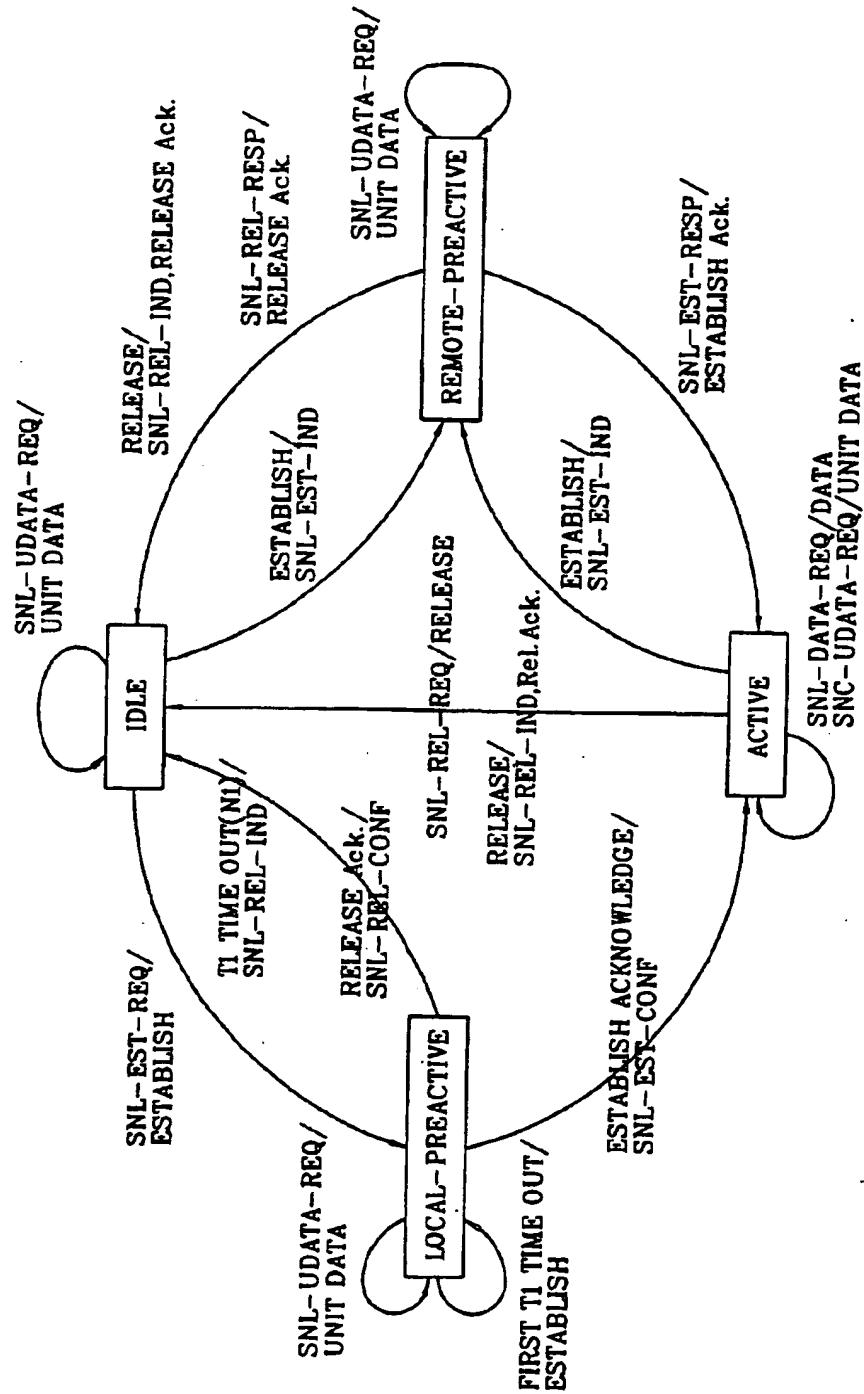 SNL-UDATA-REQ/
UNIT DATA
IDLE
RELEASE/
SNL-REL-IND,RELEASE Ack.
SNL-REL-RESP/
RELEASE Ack.
SNL-EST-REQ/
ESTABLISH
T1 TIME OUT(N1)/
SNL-REL-IND
RELEASE Ack./
SNL-REL-CONF
ESTABLISH/
SNL-EST-IND
SNL-UDATA-REQ/
UNIT DATA
LOCAL-PREACTIVE
FIRST T1 TIME OUT/
ESTABLISH
SNL-REL-REQ/RELEASE
RELEASE/
SNL-REL-IND,Rel.Ack.
REMOTE-PREACTIVE
SNL-UDATA-REQ/
UNIT DATA
ESTABLISH ACKNOWLEDGE/
SNL-EST-CONF
ESTABLISH/
SNL-EST-IND
SNL-EST-RESP/
ESTABLISH Ack.
ACTIVE
SNL-DATA-REQ/DATA
SNC-UDATA-REQ/UNIT DATA